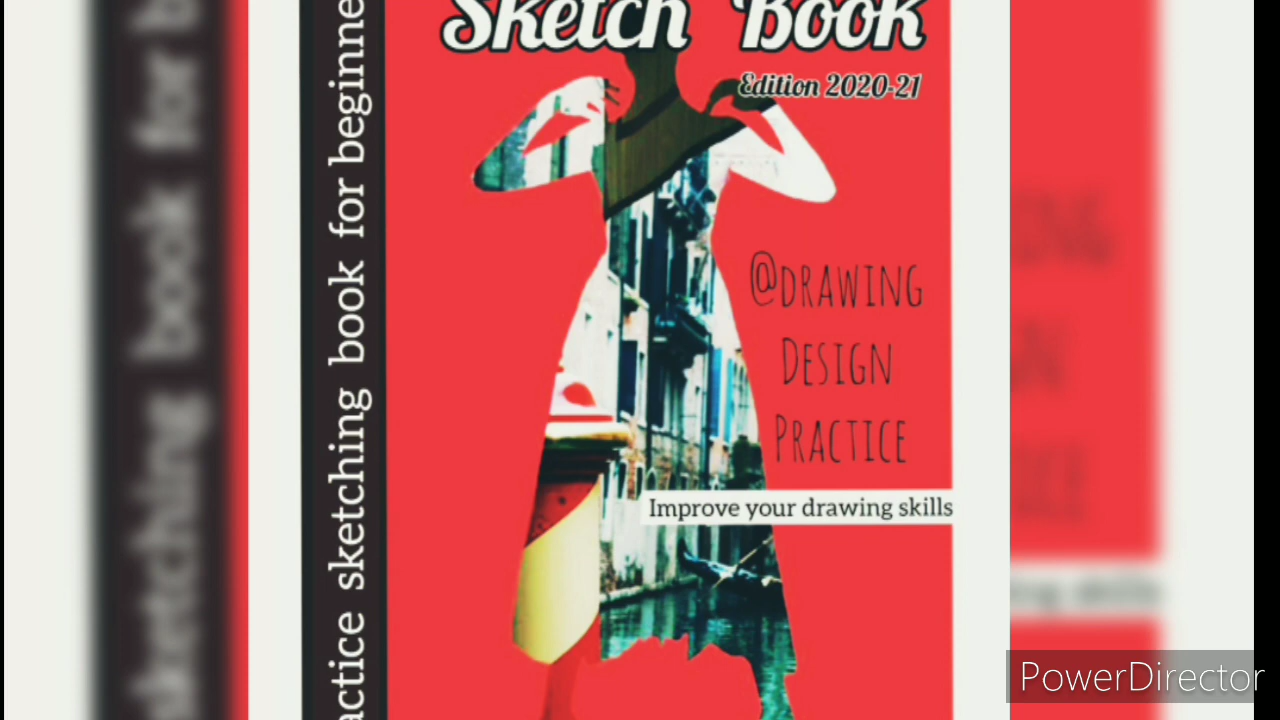 Sketch Book
Edition 2020-21
actice sketching book for beginne
@DRAWING
DESIGN
PRACTICE
Improve your drawing skills
PowerDirector